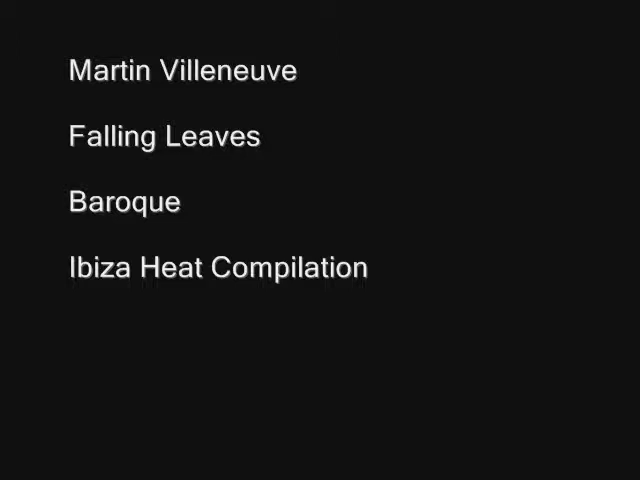 Martin Villeneuve
Falling Leaves
Baroque
Ibiza Heat Compilation